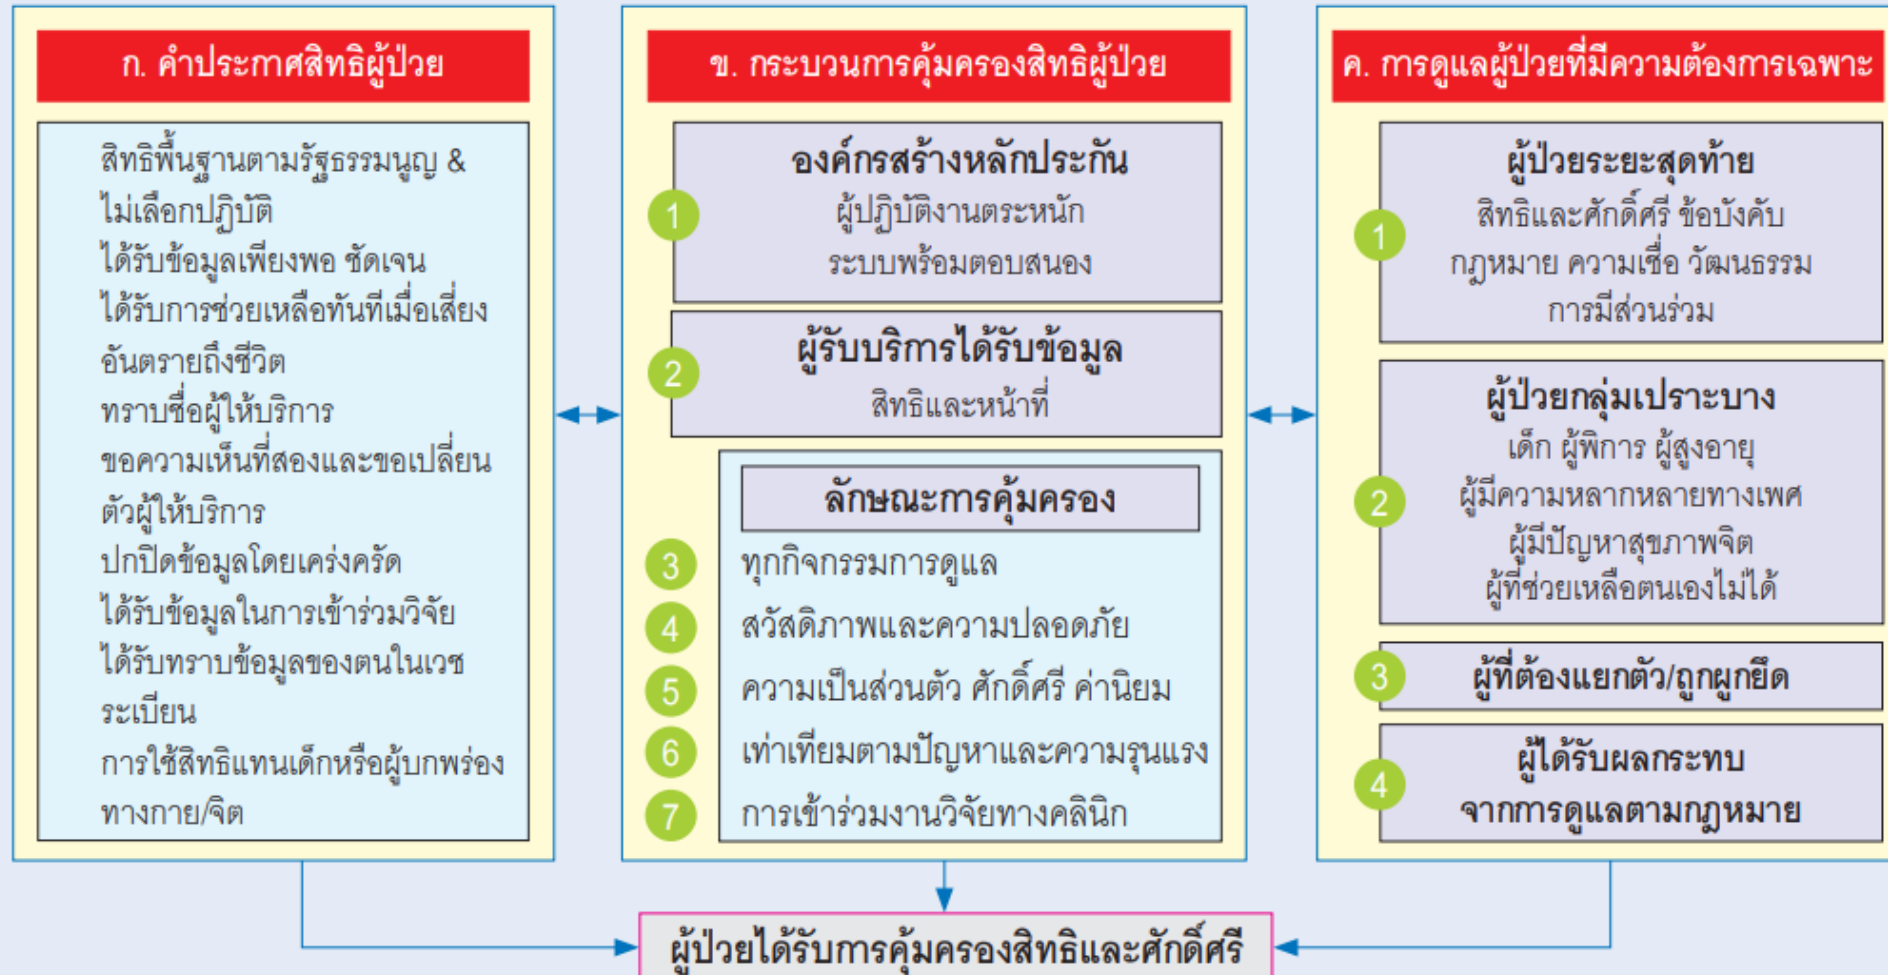 ก. คำประกาศสิทธิผู้ป่วย
สิทธิพื้นฐานตามรัฐธรรมนูญ &
ไม่เลือกปฏิบัติ
ได้รับข้อมูลเพียงพอ ชัดเจน
ได้รับการช่วยเหลือทันทีเมื่อเสี่ยง
อันตรายถึงชีวิต
ทราบชื่อผู้ให้บริการ
ขอความเห็นที่สองและขอเปลี่ยน
ตัวผู้ให้บริการ
ปกปิดข้อมูลโดยเคร่งครัด
ได้รับข้อมูลในการเข้าร่วมวิจัย
ได้รับทราบข้อมูลของตนในเวช
ระเบียน
การใช้สิทธิแทนเด็กหรือผู้บกพร่อง
ทางกาย/จิต
ข. กระบวนการคุ้มครองสิทธิผู้ป่วย
1
องค์กรสร้างหลักประกัน
ผู้ปฏิบัติงานตระหนัก
ระบบพร้อมตอบสนอง
2
ผู้รับบริการได้รับข้อมูล
สิทธิและหน้าที่
ลักษณะการคุ้มครอง
3 ทุกกิจกรรมการดูแล
4 สวัสดิภาพและความปลอดภัย
5 ความเป็นส่วนตัว ศักดิ์ศรี ค่านิยม
6 เท่าเทียมตามปัญหาและความรุนแรง
7 การเข้าร่วมงานวิจัยทางคลินิก
ค. การดูแลผู้ป่วยที่มีความต้องการเฉพาะ
1
ผู้ป่วยระยะสุดท้าย
สิทธิและศักดิ์ศรี ข้อบังคับ
กฎหมาย ความเชื่อ วัฒนธรรม
การมีส่วนร่วม
2
ผู้ป่วยกลุ่มเปราะบาง
เด็ก ผู้พิการ ผู้สูงอายุ
ผู้มีความหลากหลายทางเพศ
ผู้มีปัญหาสุขภาพจิต
ผู้ที่ช่วยเหลือตนเองไม่ได้
3 ผู้ที่ต้องแยกตัว/ถูกผูกยึด
4
ผู้ได้รับผลกระทบ
จากการดูแลตามกฎหมาย
ผู้ป่วยได้รับการคุ้มครองสิทธิและศักดิ์ศรี